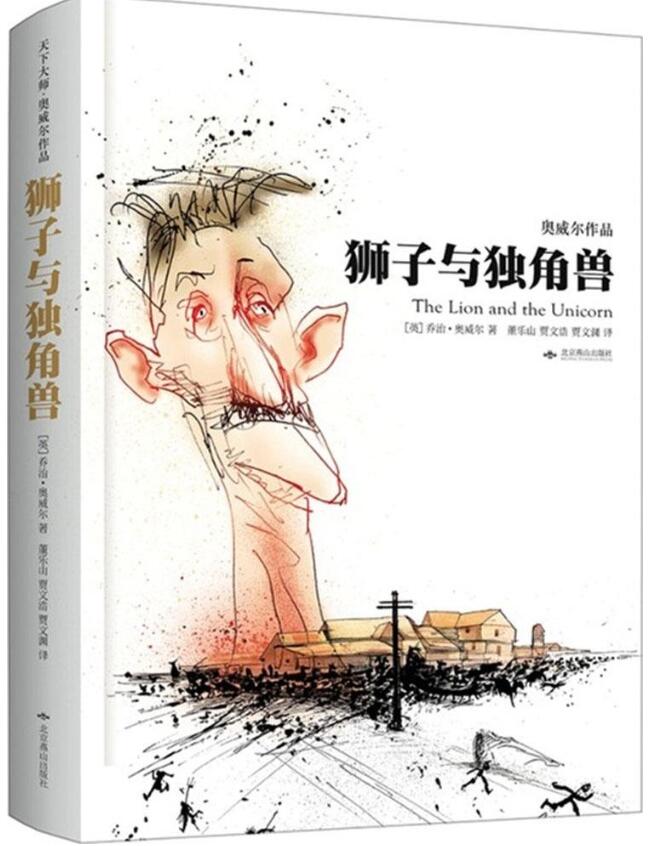 天下大师·奥威尔作品
狮子与独角兽
[英]乔治·奥威尔 著
董乐山 贾文浩 贾文渊 译
北京燕山出版社
奥威尔作品
狮子与独角兽
The Lion and the Unicorn
[英] 乔治·奥威尔 著 董乐山 贾文浩 贾文渊 译
北京燕山出版社